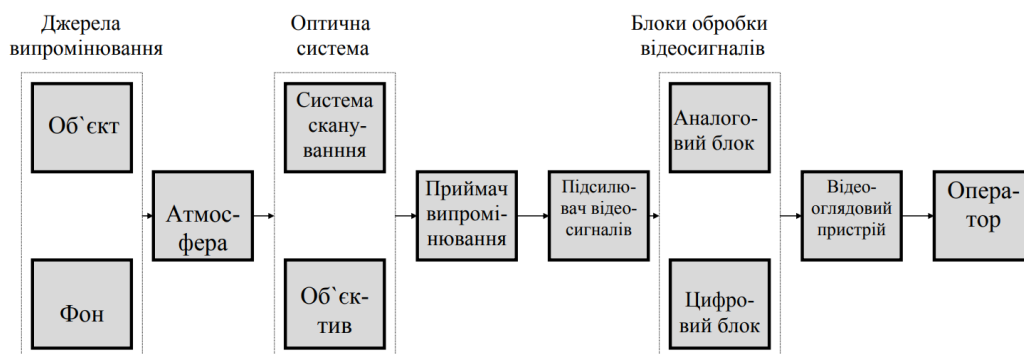 Джерела
випромінювання
Оптична
система
Блоки обробки
відеосигналів
Об`єкт
Фон
Атмос-
фера
Система
скану-
ванння
Об`єк-
тив
Приймач
випромі-
нювання
Підсилю-
вач відео-
сигналів
Аналого-
вий блок
Цифро-
вий блок
Відео-
оглядовий
пристрій
Опера-
тор